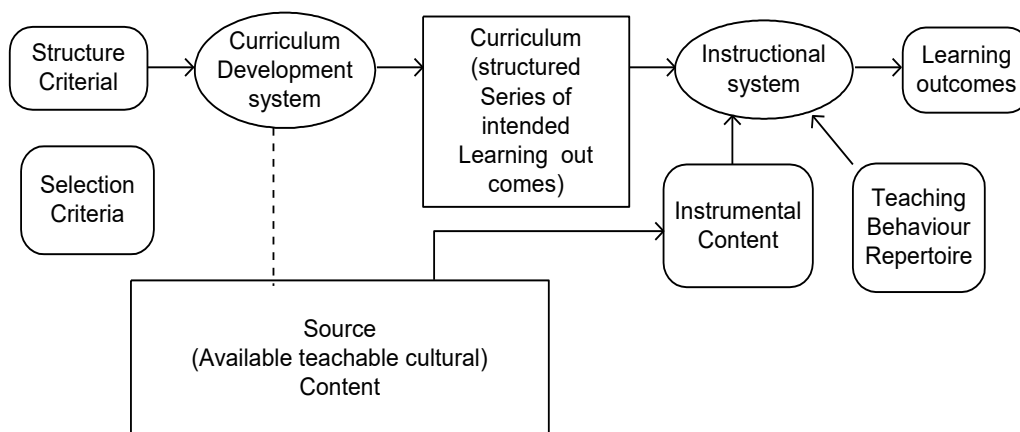 Structure
Criterial
Curriculum
Development
system
Curriculum
(structured
Series of
intended
Learning out
comes)
Instructional
system
Learning
outcomes
Selection
Criteria
Instrumental
Content
Teaching
Behaviour
Repertoire
Source
(Available teachable cultural)
Content